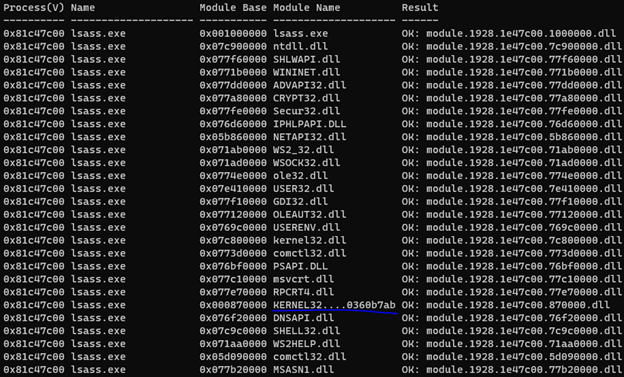 Process(V) Name Module Base Module Name Result
---------- -------------------- ----------- -------------------- ------
0x81c47c00 lsass.exe 0x001000000 lsass.exe OK: module.1928.1e47c00.1000000.dll
0x81c47c00 lsass.exe 0x07c900000 ntdll.dll OK: module.1928.1e47c00.7c900000.dll
0x81c47c00 lsass.exe 0x077f60000 SHLWAPI.dll OK: module.1928.1e47c00.77f60000.dll
0x81c47c00 lsass.exe 0x0771b0000 WININET.dll OK: module.1928.1e47c00.771b0000.dll
0x81c47c00 lsass.exe 0x077dd0000 ADVAPI32.dll OK: module.1928.1e47c00.77dd0000.dll
0x81c47c00 lsass.exe 0x077a80000 CRYPT32.dll OK: module.1928.1e47c00.77a80000.dll
0x81c47c00 lsass.exe 0x077fe0000 Secur32.dll OK: module.1928.1e47c00.77fe0000.dll
0x81c47c00 lsass.exe 0x076d60000 IPHLPAPI.DLL OK: module.1928.1e47c00.76d60000.dll
0x81c47c00 lsass.exe 0x05b860000 NETAPI32.dll OK: module.1928.1e47c00.5b860000.dll
0x81c47c00 lsass.exe 0x071ab0000 WS2_32.dll OK: module.1928.1e47c00.71ab0000.dll
0x81c47c00 lsass.exe 0x071ad0000 WSOCK32.dll OK: module.1928.1e47c00.71ad0000.dll
0x81c47c00 lsass.exe 0x0774e0000 ole32.dll OK: module.1928.1e47c00.774e0000.dll
0x81c47c00 lsass.exe 0x07e410000 USER32.dll OK: module.1928.1e47c00.7e410000.dll
0x81c47c00 lsass.exe 0x077f10000 GDI32.dll OK: module.1928.1e47c00.77f10000.dll
0x81c47c00 lsass.exe 0x077120000 OLEAUT32.dll OK: module.1928.1e47c00.77120000.dll
0x81c47c00 lsass.exe 0x0769c0000 USERENV.dll OK: module.1928.1e47c00.769c0000.dll
0x81c47c00 lsass.exe 0x07c800000 kernel32.dll OK: module.1928.1e47c00.7c800000.dll
0x81c47c00 lsass.exe 0x0773d0000 comctl32.dll OK: module.1928.1e47c00.773d0000.dll
0x81c47c00 lsass.exe 0x076bf0000 PSAPI.DLL OK: module.1928.1e47c00.76bf0000.dll
0x81c47c00 lsass.exe 0x077c10000 msvcrt.dll OK: module.1928.1e47c00.77c10000.dll
0x81c47c00 lsass.exe 0x077e70000 RPCRT4.dll OK: module.1928.1e47c00.77e70000.dll
0x81c47c00 lsass.exe 0x000870000 KERNEL32....0360b7ab OK: module.1928.1e47c00.870000.dll
0x81c47c00 lsass.exe 0x076f20000 DNSAPI.dll OK: module.1928.1e47c00.76f20000.dll
0x81c47c00 lsass.exe 0x07c9c0000 SHELL32.dll OK: module.1928.1e47c00.7c9c0000.dll
0x81c47c00 lsass.exe 0x071aa0000 WS2HELP.dll OK: module.1928.1e47c00.71aa0000.dll
0x81c47c00 lsass.exe 0x05d090000 comctl32.dll OK: module.1928.1e47c00.5d090000.dll
0x81c47c00 lsass.exe 0x077b20000 MSASN1.dll OK: module.1928.1e47c00.77b20000.dll